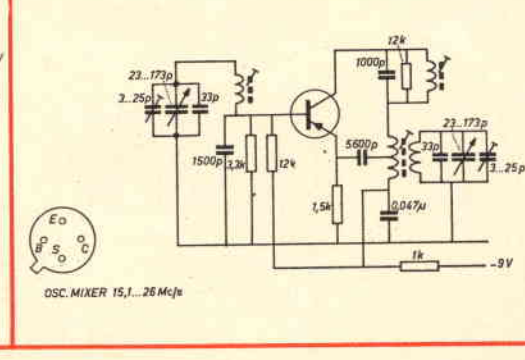 12k
1000p
23...173p
3...25p
33p
23...173p
5600p
33p
3...25p
1500p
3,3k
12k
1,5k
0,047µ
1k
-9V
E
B
S
C
OSC. MIXER 15,1...26 Mc/s